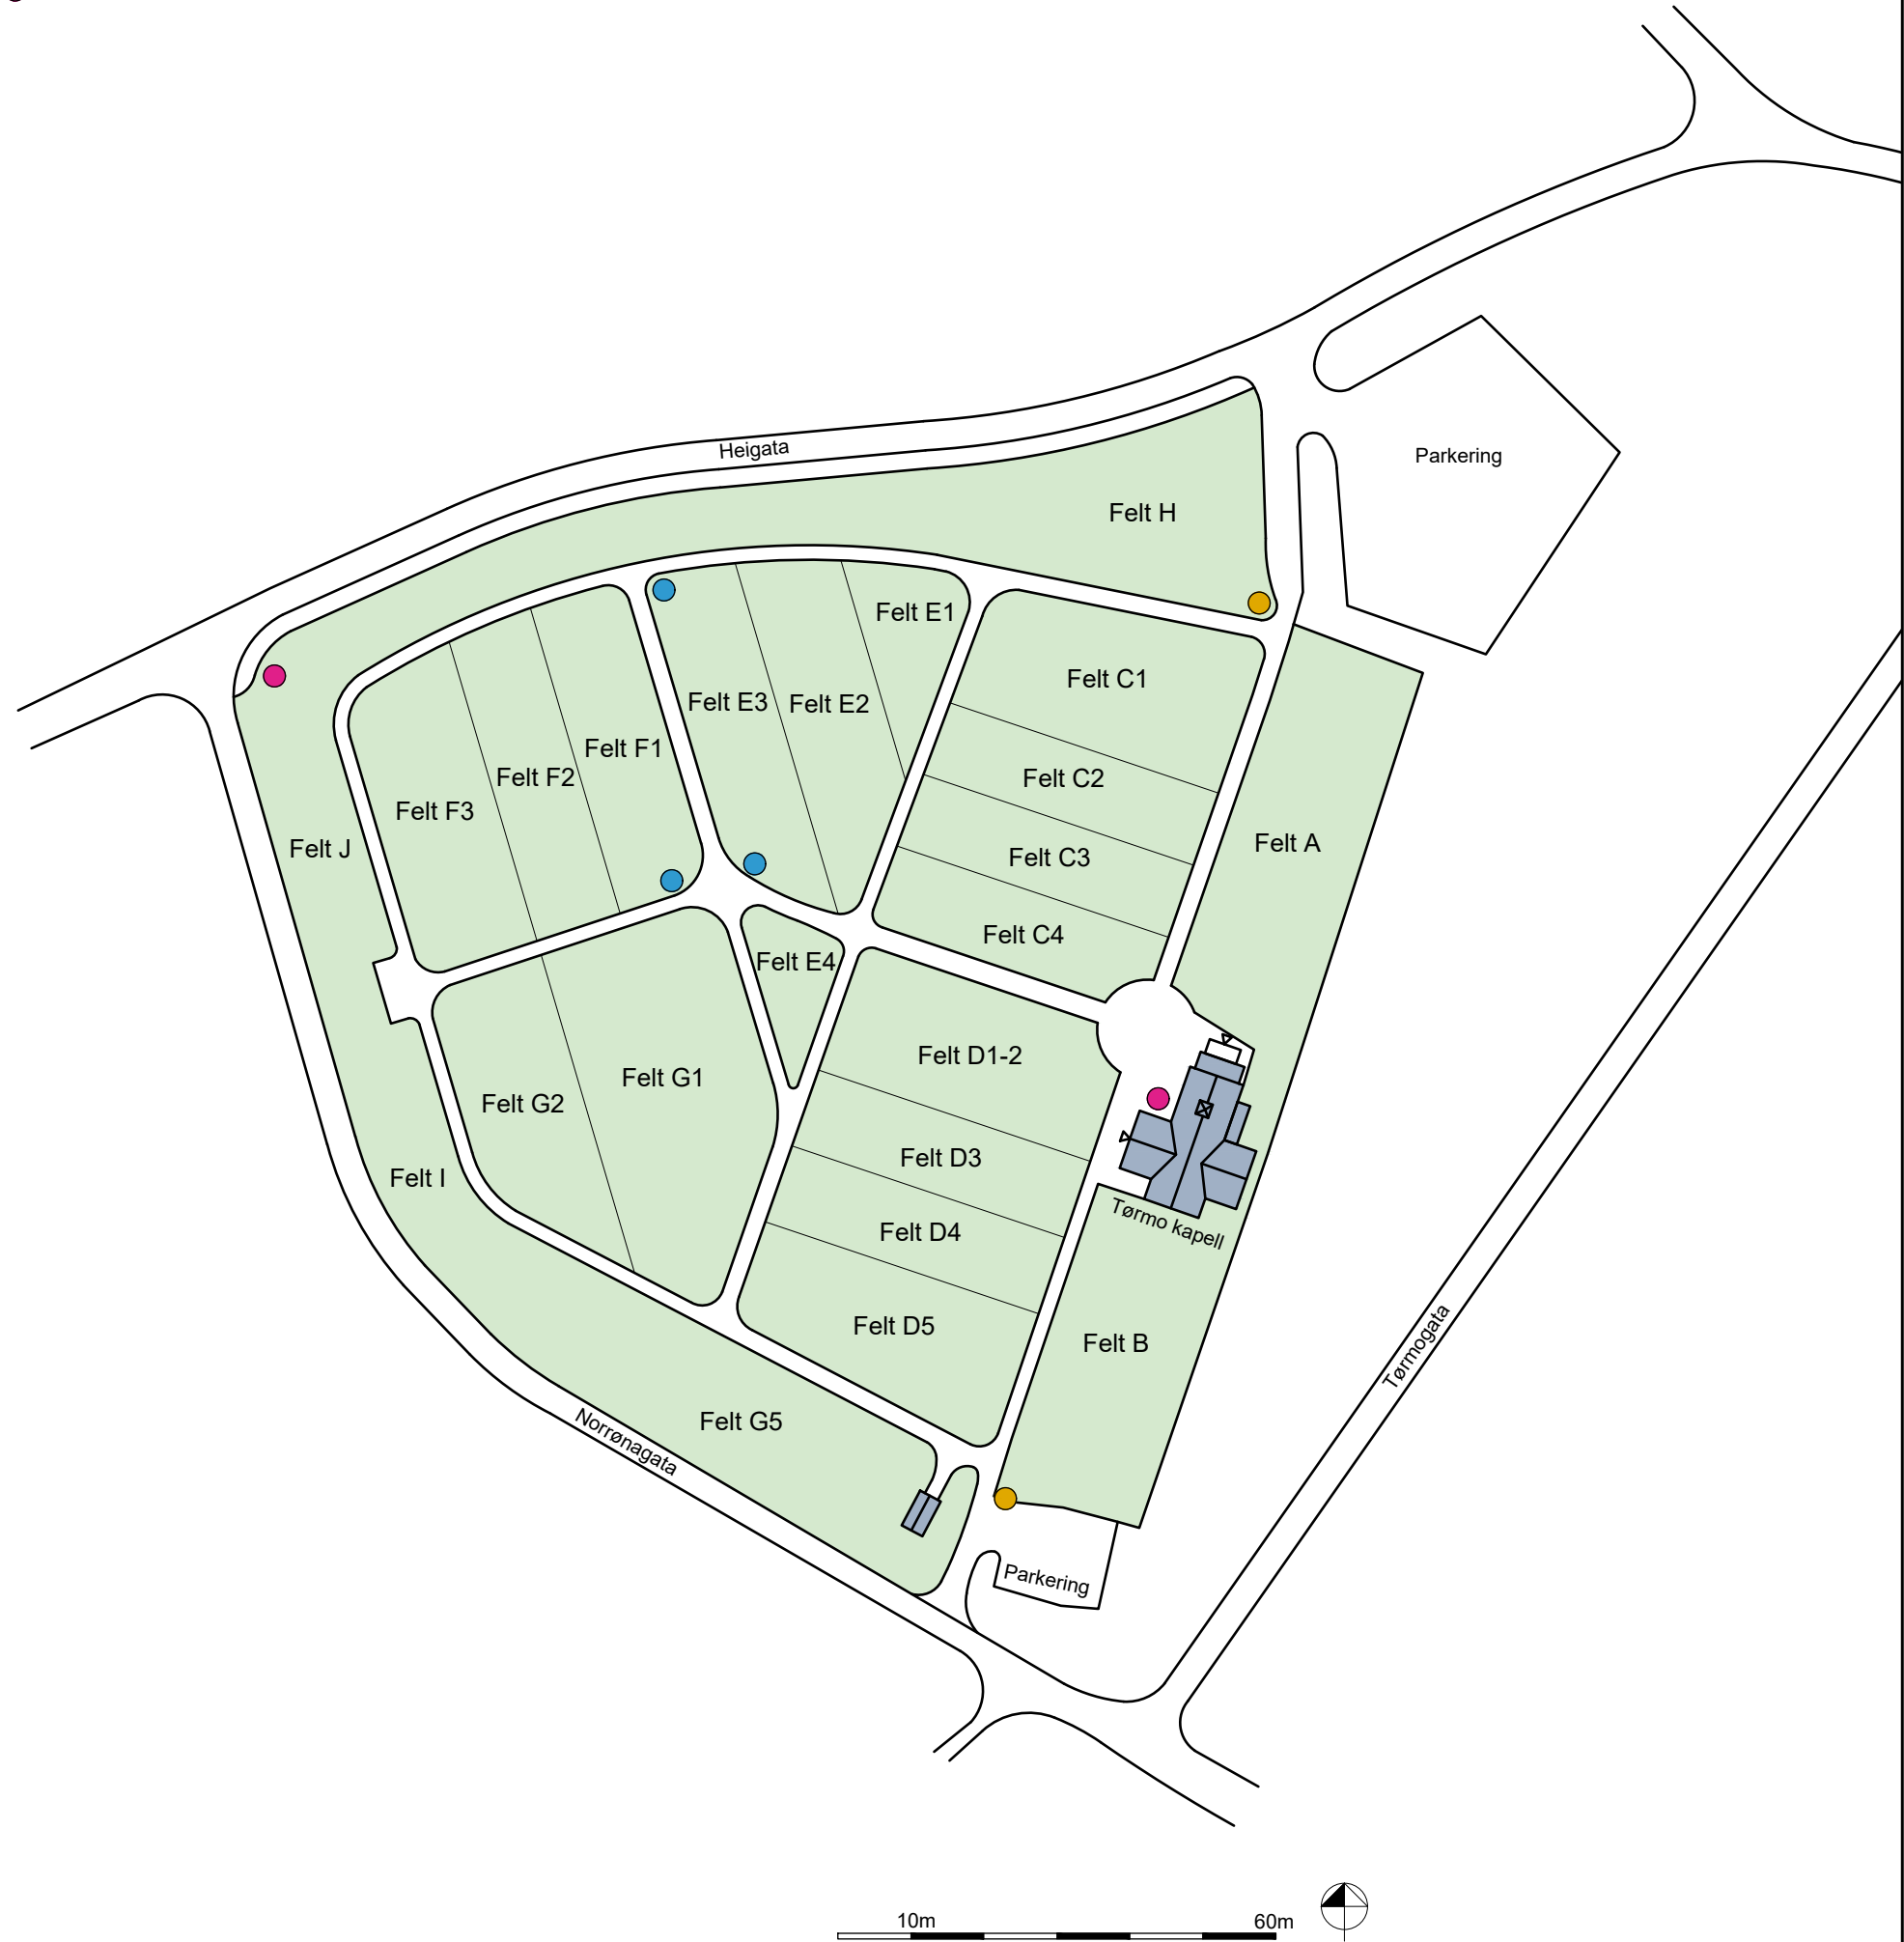 Heigata
Parkering
Felt H
Felt E1
Felt C1
Felt E3
Felt E2
Felt F1
Felt F2
Felt C2
Felt F3
Felt J
Felt A
Felt C3
Felt C4
Felt E4
Felt D1-2
Felt G1
Felt G2
Felt D3
Felt I
Tørmo kapell
Felt D4
Felt D5
Felt B
Tørmogata
Felt G5
Norrønagata
Parkering
10m
60m